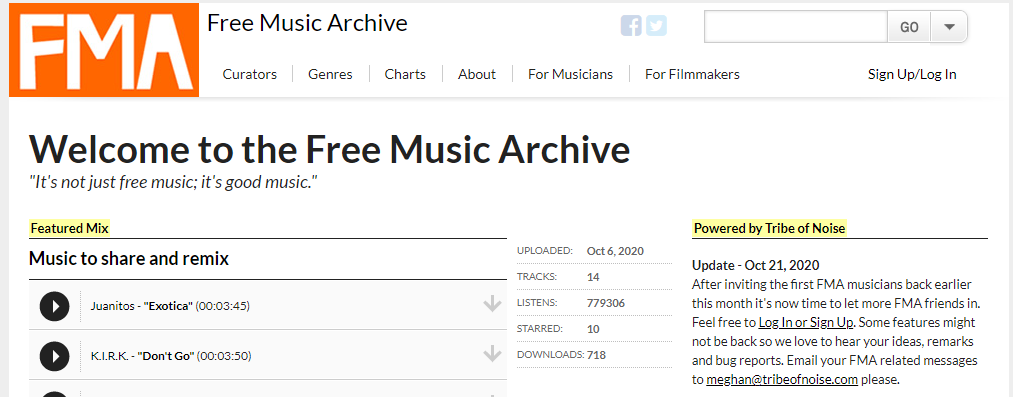 FMA
Free Music Archive
GO
Curators Genres Charts About For Musicians For Filmmakers Sign Up/Log In
Welcome to the Free Music Archive
"It's not just free music; it's good music."
Featured Mix
Music to share and remix
Juanitos - "Exotica" (00:03:45)
K.I.R.K. - "Don't Go" (00:03:50)
UPLOADED: Oct 6, 2020
TRACKS: 14
LISTENS: 779306
STARRED: 10
DOWNLOADS: 718
Powered by Tribe of Noise
Update - Oct 21, 2020
After inviting the first FMA musicians back earlier
this month it's now time to let more FMA friends in.
Feel free to Log In or Sign Up. Some features might
not be back so we love to hear your ideas, remarks
and bug reports. Email your FMA related messages
to meghan@tribeofnoise.com please.